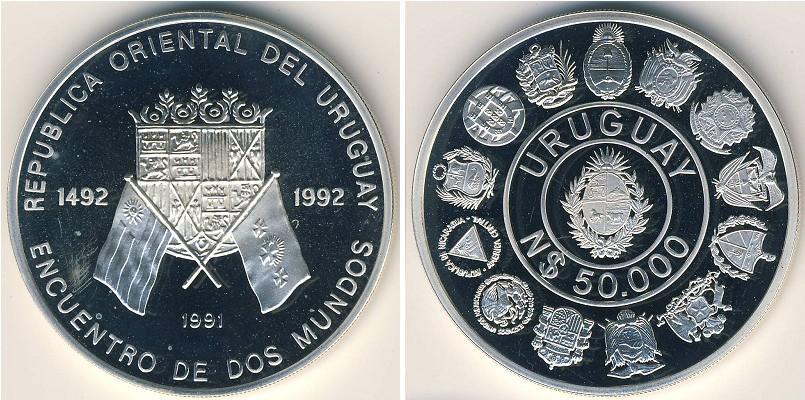 REPUBLICA ORIENTAL DEL URUGUAY
1492 1992
1991
ENCUENTRO DE DOS MUNDOS
URUGUAY
N$ 50.000